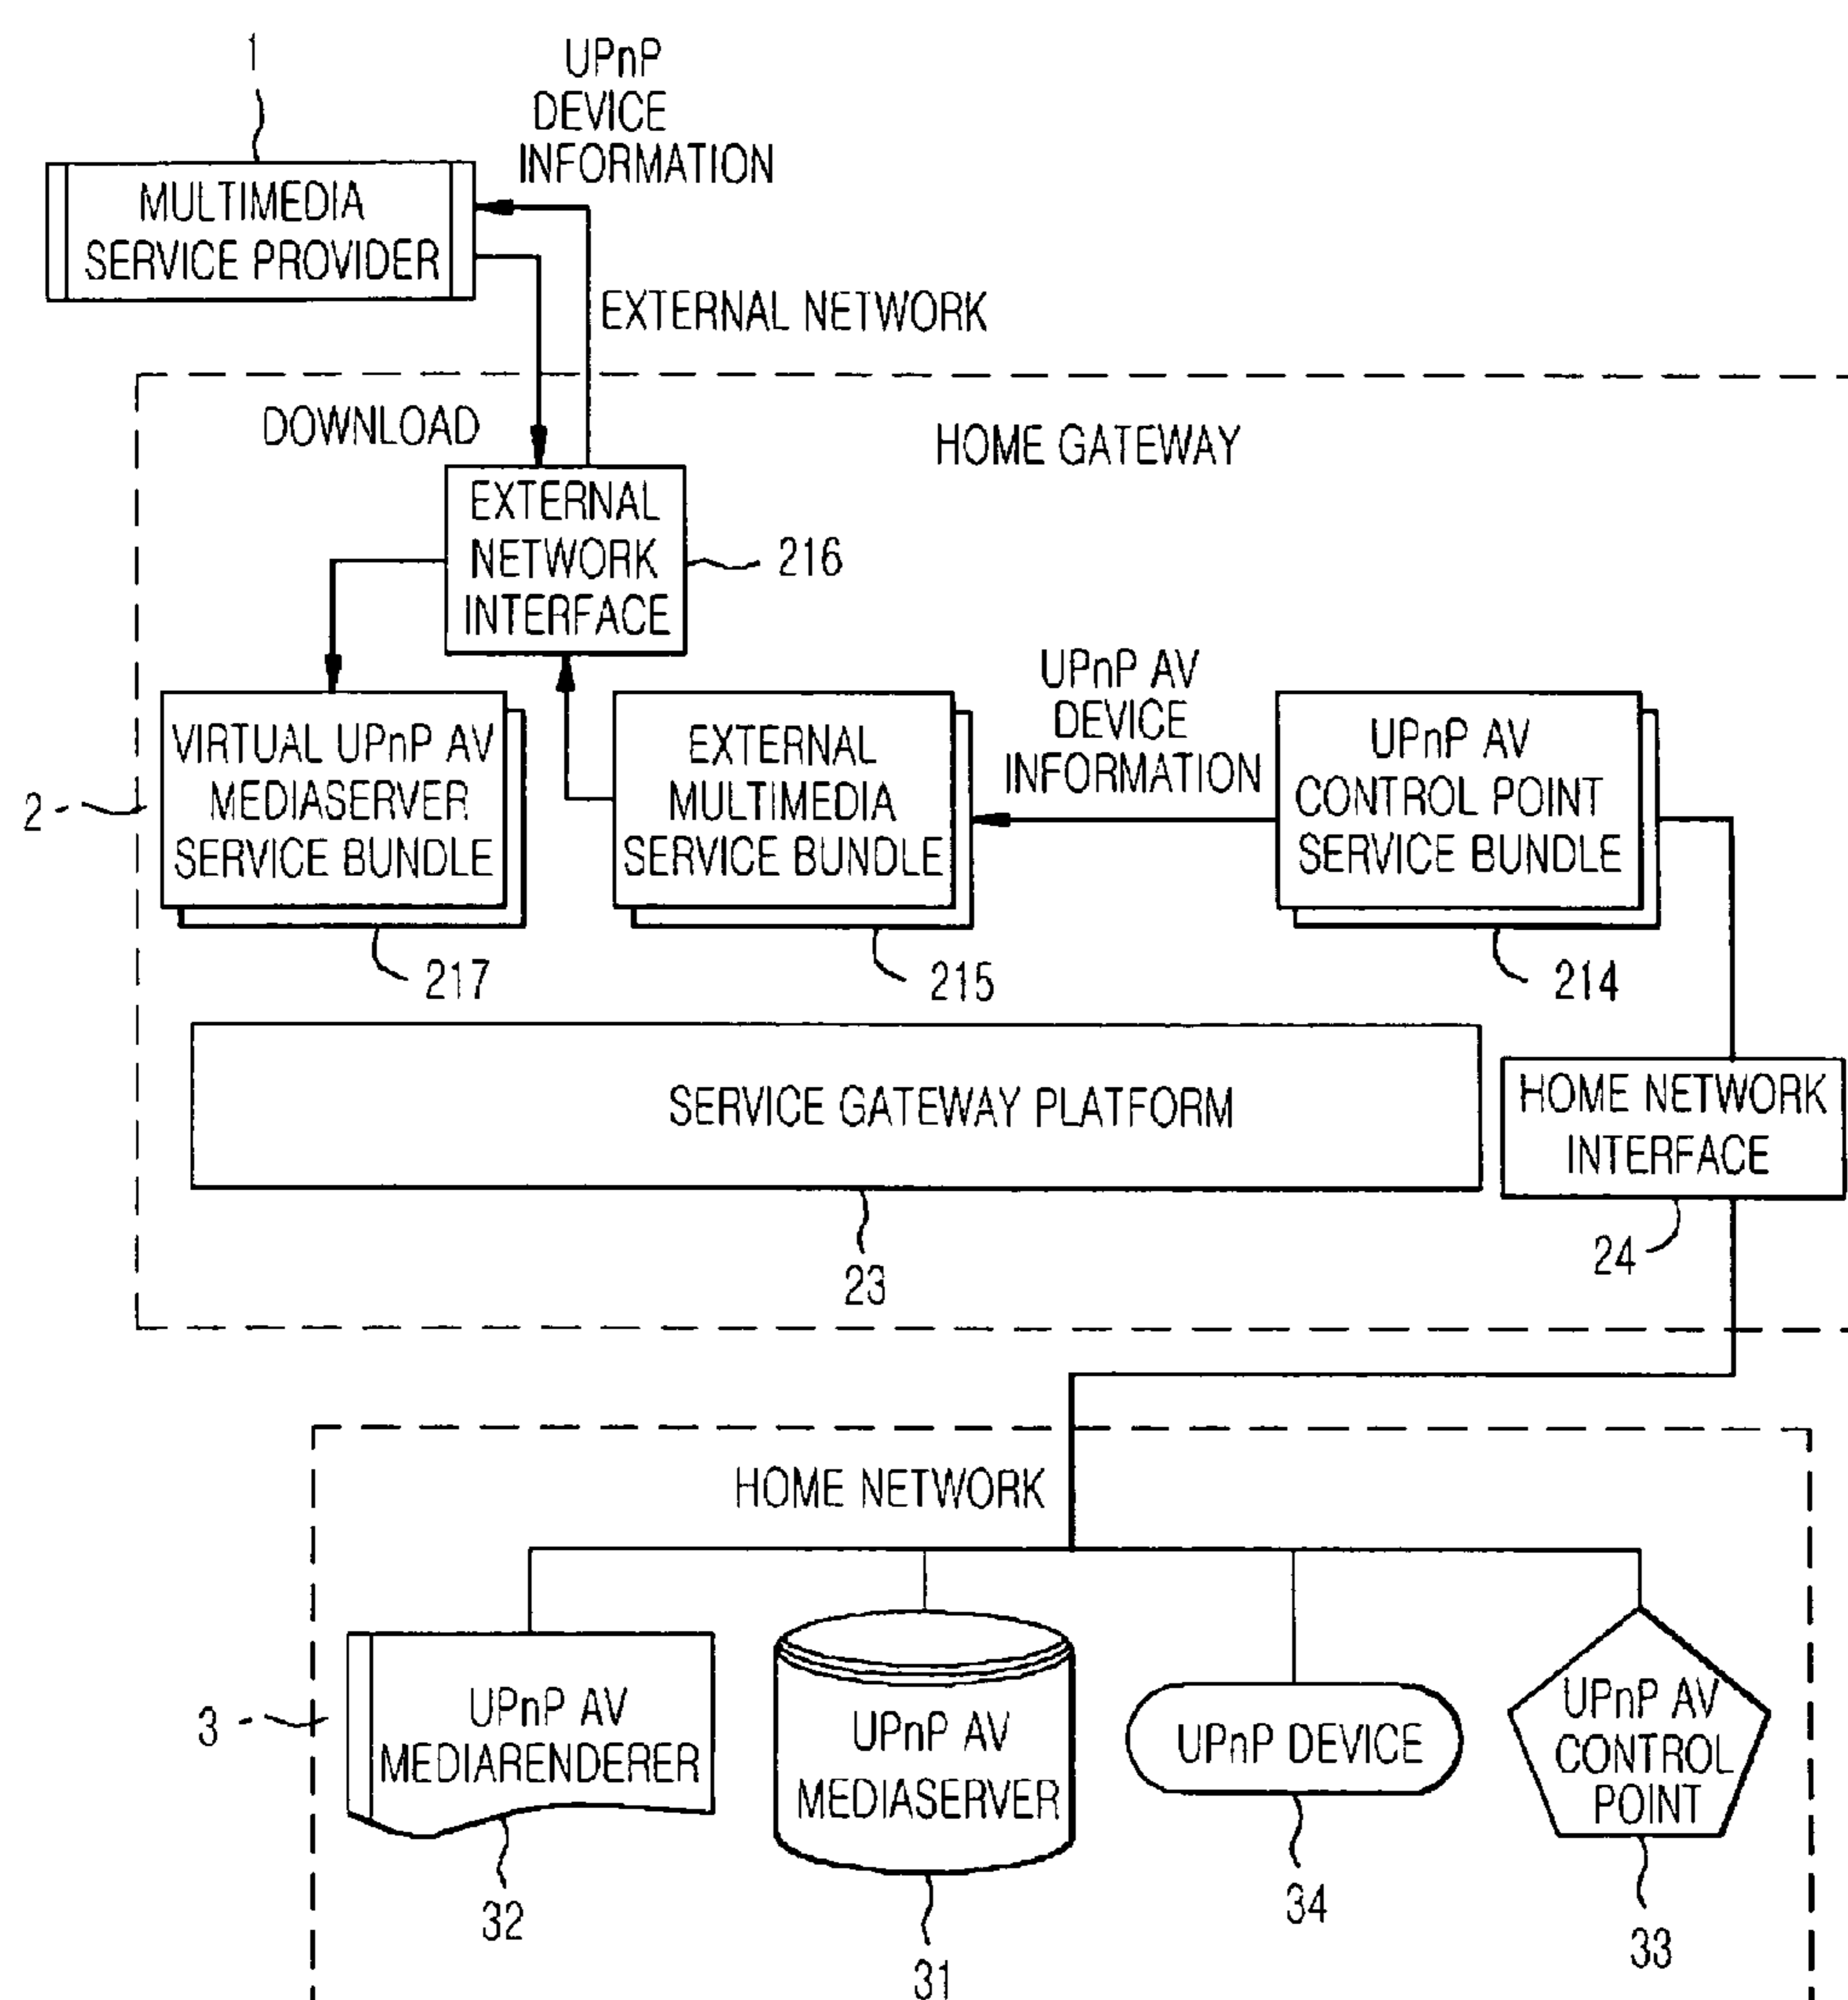 1
UPnP
DEVICE
INFORMATION
MULTIMEDIA
SERVICE PROVIDER
EXTERNAL NETWORK
DOWNLOAD
HOME GATEWAY
EXTERNAL
NETWORK
INTERFACE
216
2
VIRTUAL UPnP AV
MEDIASERVER
SERVICE BUNDLE
217
EXTERNAL
MULTIMEDIA
SERVICE BUNDLE
215
UPnP AV
DEVICE
INFORMATION
UPnP AV
CONTROL POINT
SERVICE BUNDLE
214
SERVICE GATEWAY PLATFORM
23
HOME NETWORK
INTERFACE
24
HOME NETWORK
3
UPnP AV
MEDIARENDERER
32
UPnP AV
MEDIASERVER
31
UPnP DEVICE
34
UPnP AV
CONTROL
POINT
33